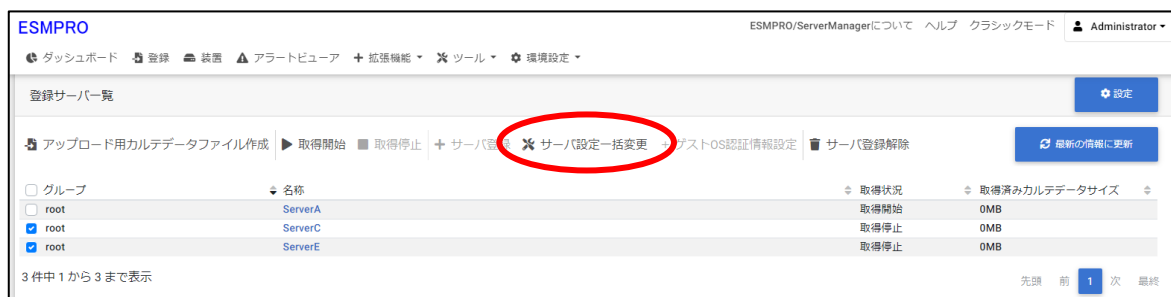 ESMPRO
ESMPRO/ServerManagerについて ヘルプ クラシックモード Administrator
ダッシュボード 登録 装置 アラートビューア 拡張機能 ツール 環境設定
登録サーバ一覧 設定
アップロード用カルテデータファイル作成 取得開始 取得停止 サーバ登録 サーバ設定一括変更 ゲストOS認証情報設定 サーバ登録解除 最新の情報に更新
グループ 名称 取得状況 取得済みカルテデータサイズ
root ServerA 取得開始 0MB
root ServerC 取得停止 0MB
root ServerE 取得停止 0MB
3 件中 1 から 3 まで表示 先頭 前 1 次 最終